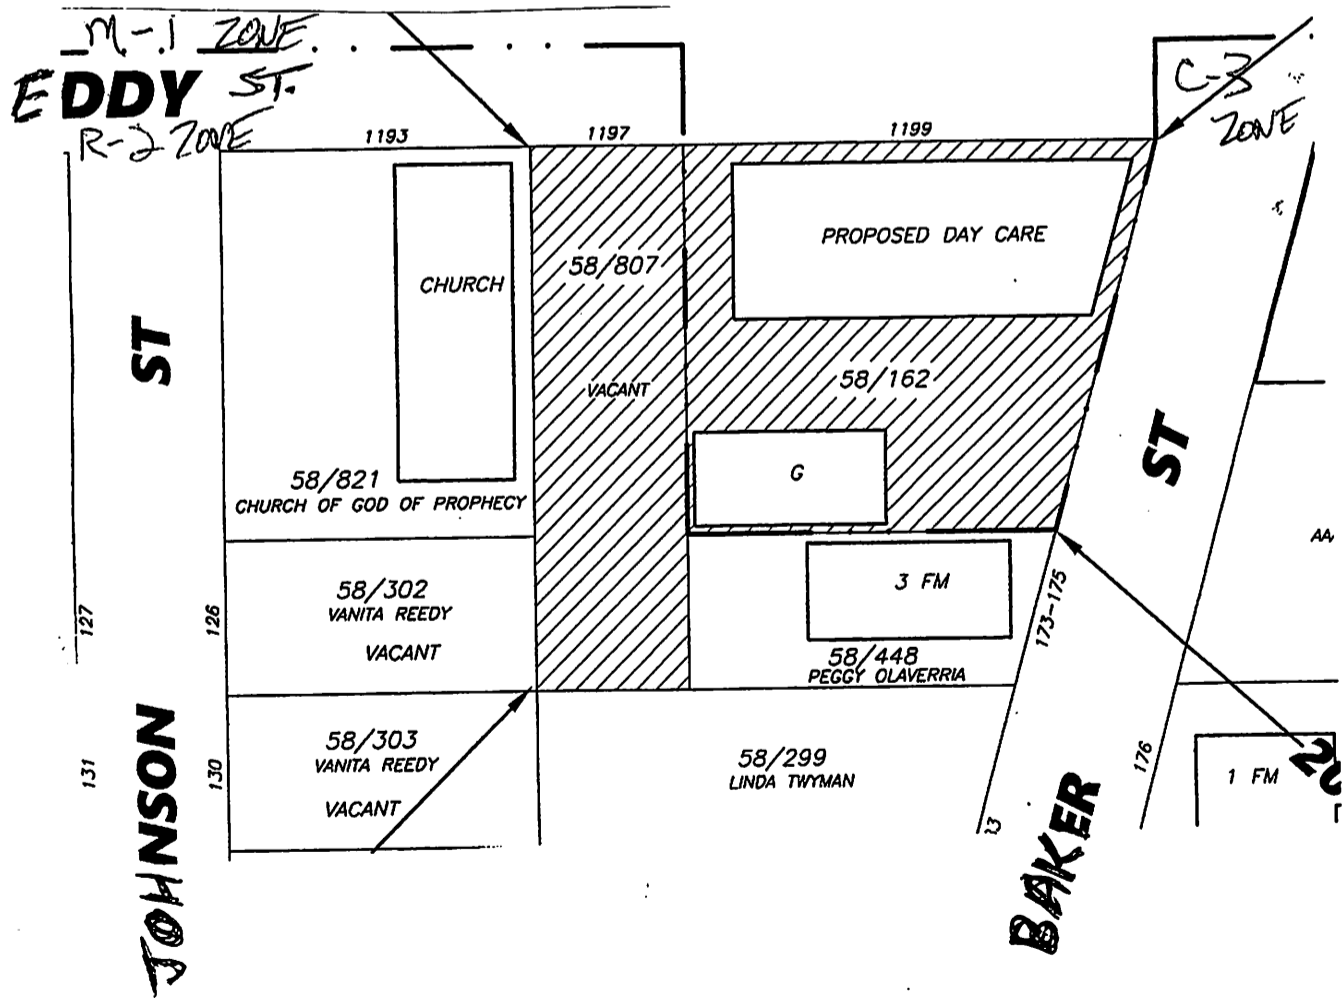 M-1 ZONE
EDDY ST.
R-2 ZONE
C-3
ZONE
1193
1197
1199
CHURCH
58/807
VACANT
PROPOSED DAY CARE
58/162
G
ST
ST
58/821
CHURCH OF GOD OF PROPHECY
58/302
VANITA REEDY
VACANT
127
126
3 FM
58/448
PEGGY OLAVERRIA
173-175
AA
58/303
VANITA REEDY
VACANT
131
130
58/299
LINDA TWYMAN
176
1 FM
JOHNSON
BAKER